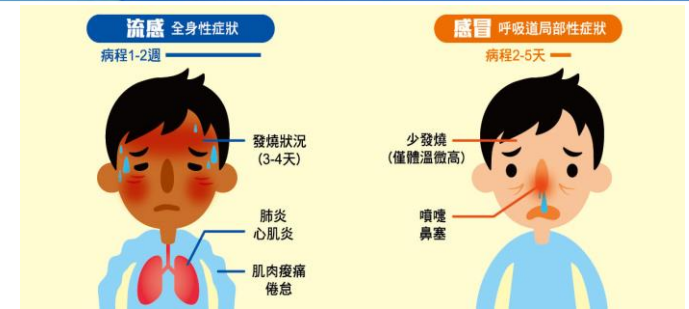 流感 全身性症狀
病程1-2週
發燒狀況
(3-4天)
肺炎
心肌炎
肌肉痠痛
倦怠
感冒 呼吸道局部性症狀
病程2-5天
少發燒
(僅體溫微高)
噴嚏
鼻塞